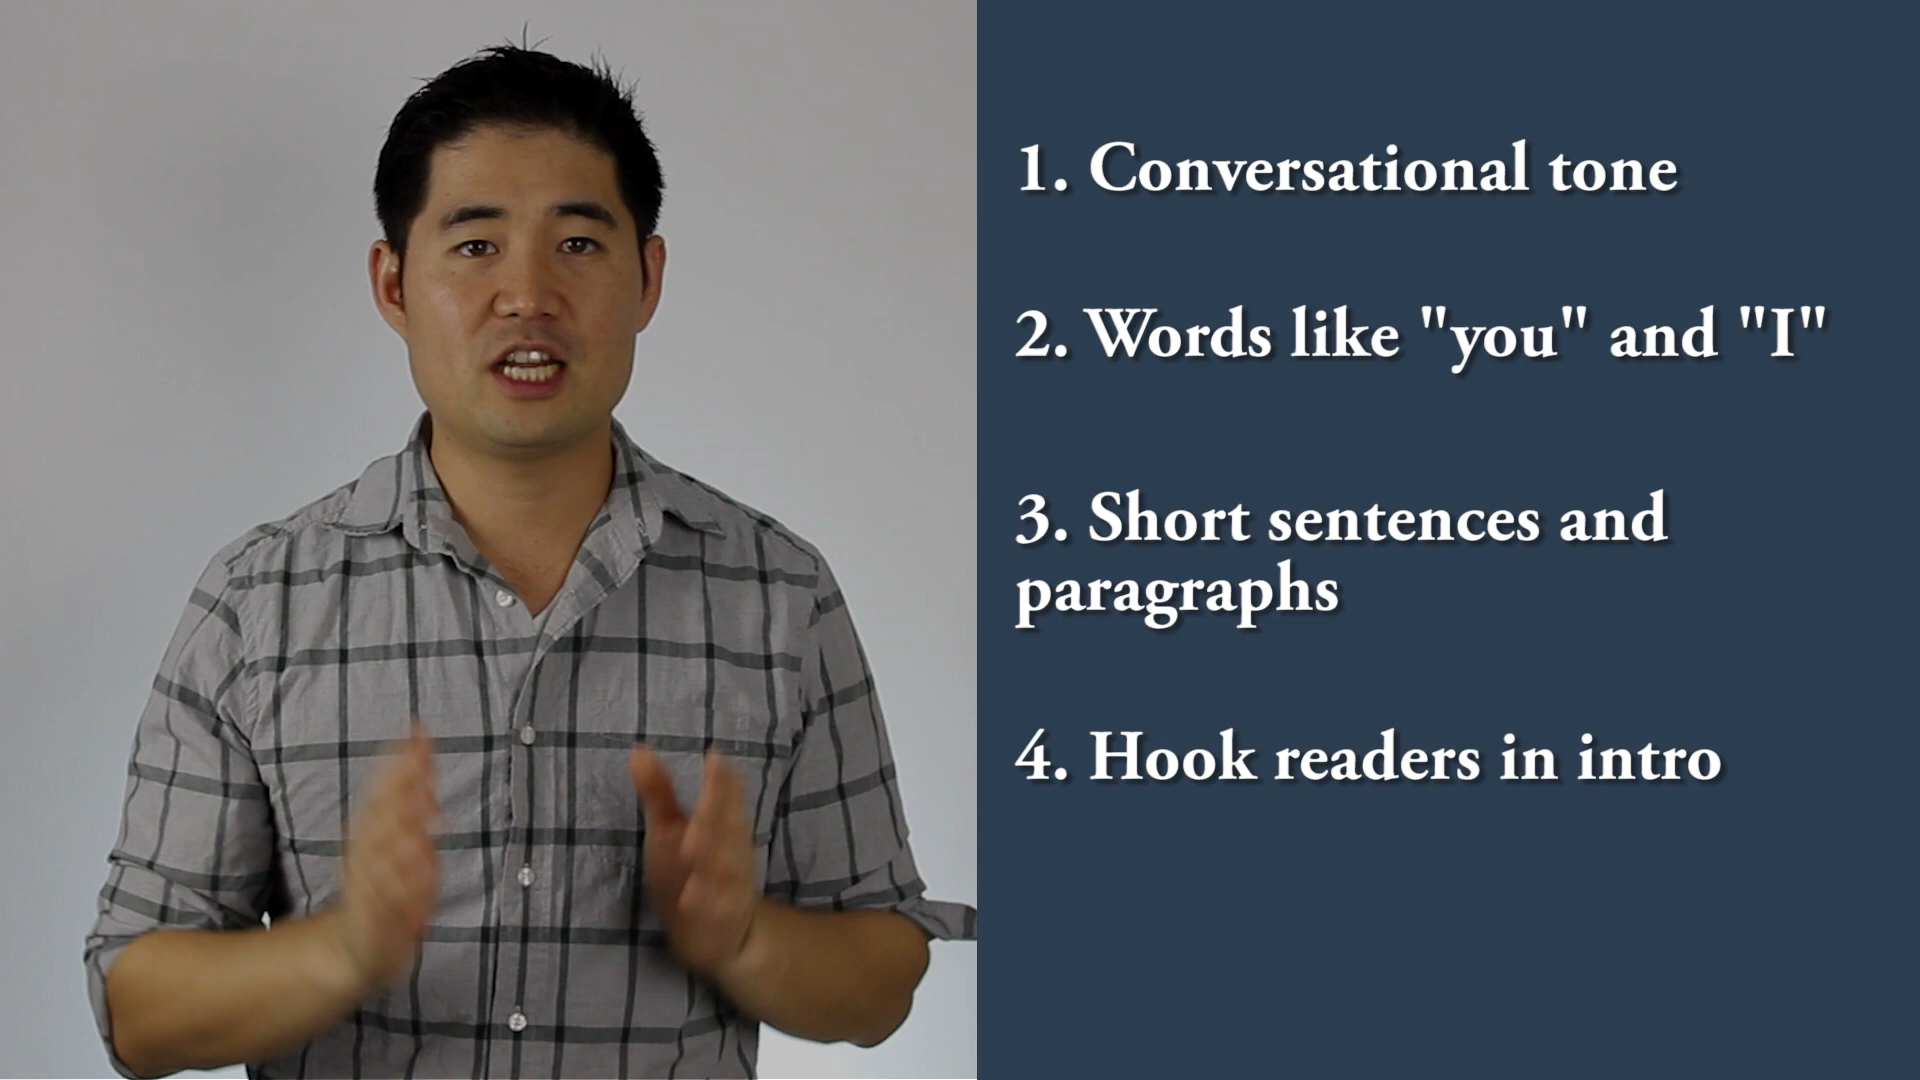 1. Conversational tone
2. Words like "you" and "I"
3. Short sentences and
paragraphs
4. Hook readers in intro